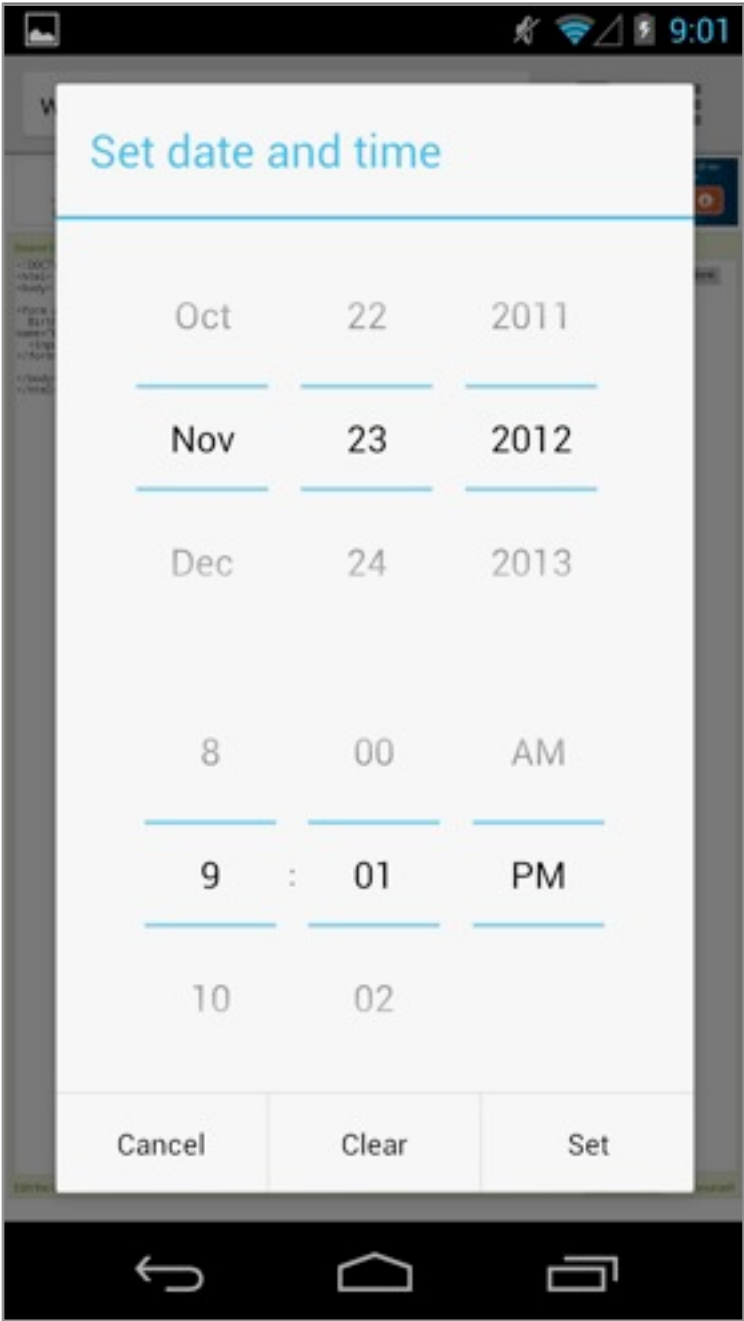 9:01
W
Set date and time
Oct 22 2011
Nov 23 2012
Dec 24 2013
8 00 AM
9 : 01 PM
10 02
Cancel Clear Set